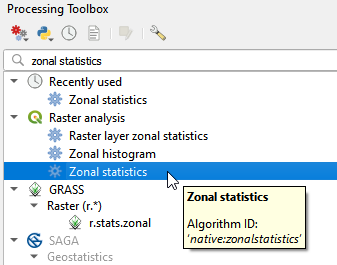 Processing Toolbox
zonal statistics
Recently used
Zonal statistics
Raster analysis
Raster layer zonal statistics
Zonal histogram
Zonal statistics
Zonal statistics
Algorithm ID:
'native:zonalstatistics'
GRASS
Raster (r.*)
r.stats.zonal
SAGA
Geostatistics